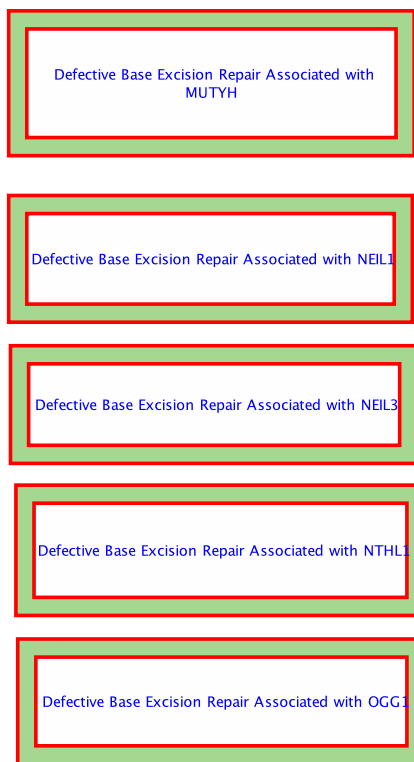 Defective Base Excision Repair Associated with
MUTYH
Defective Base Excision Repair Associated with NEIL1
Defective Base Excision Repair Associated with NEIL3
Defective Base Excision Repair Associated with NTHL1
Defective Base Excision Repair Associated with OGG1